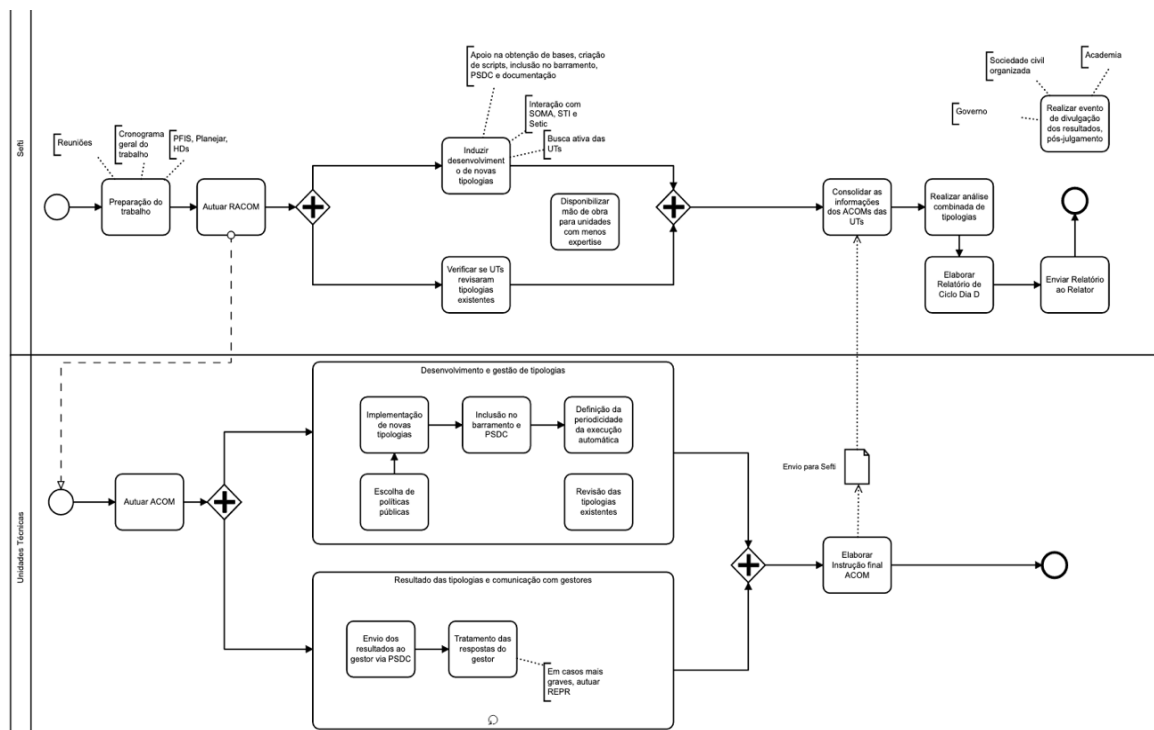 Sefti
Reuniões
Cronograma
geral do
trabalho
PFIS, Planejar,
HDs
Preparação do
trabalho
Autuar RACOM
Apoio na obtenção de bases, criação
de scripts, inclusão no barramento,
PSDC e documentação
Interação com
SOMA, STI e
Setic
Busca ativa das
UTs
Induzir
desenvolviment
o de novas
tipologias
Disponibilizar
mão de obra
para unidades
com menos
expertise
Verificar se UTs
revisaram
tipologias
existentes
Sociedade civil
organizada
Academia
Governo
Realizar evento
de divulgação
dos resultados,
pós-julgamento
Consolidar as
informações
dos ACOMs das
UTs
Realizar análise
combinada de
tipologias
Elaborar
Relatório de
Ciclo Dia D
Enviar Relatório
ao Relator
Unidades Técnicas
Autuar ACOM
Desenvolvimento e gestão de tipologias
Implementação
de novas
tipologias
Inclusão no
barramento e
PSDC
Definição da
periodicidade
da execução
automática
Escolha de
políticas
públicas
Revisão das
tipologias
existentes
Resultado das tipologias e comunicação com gestores
Envio dos
resultados ao
gestor via PSDC
Tratamento das
respostas do
gestor
Em casos mais
graves, autuar
REPR
Envio para Sefti
Elaborar
Instrução final
ACOM